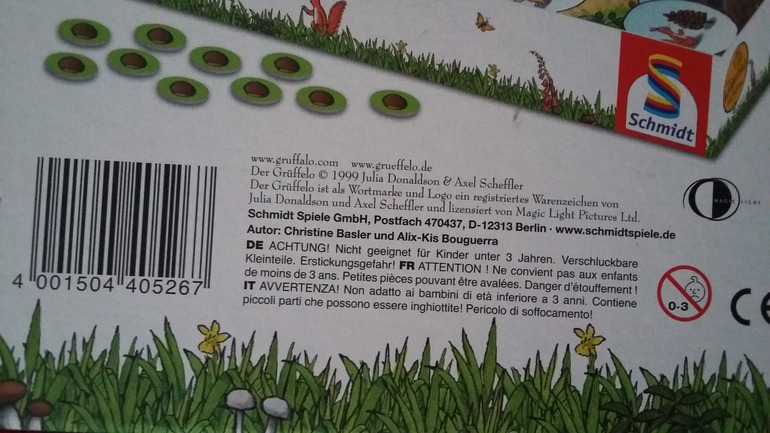 Schmidt
www.gruffalo.com www.grueffelo.de
Der Grüffelo © 1999 Julia Donaldson & Axel Scheffler
Der Grüffelo ist als Wortmarke und Logo ein registriertes Warenzeichen von
Julia Donaldson und Axel Scheffler und lizensiert von Magic Light Pictures Ltd.
Schmidt Spiele GmbH, Postfach 470437, D-12313 Berlin · www.schmidtspiele.de
Autor: Christine Basler und Alix-Kis Bouguerra
DE ACHTUNG! Nicht geeignet für Kinder unter 3 Jahren. Verschluckbare
Kleinteile. Erstickungsgefahr! FR ATTENTION ! Ne convient pas aux enfants
de moins de 3 ans. Petites pièces pouvant être avalées. Danger d'étouffement !
IT AVVERTENZA! Non adatto ai bambini di età inferiore a 3 anni. Contiene
piccoli parti che possono essere inghiottite! Pericolo di soffocamento!
MAGIC LIGHT
0-3
CE
4 001504 405267